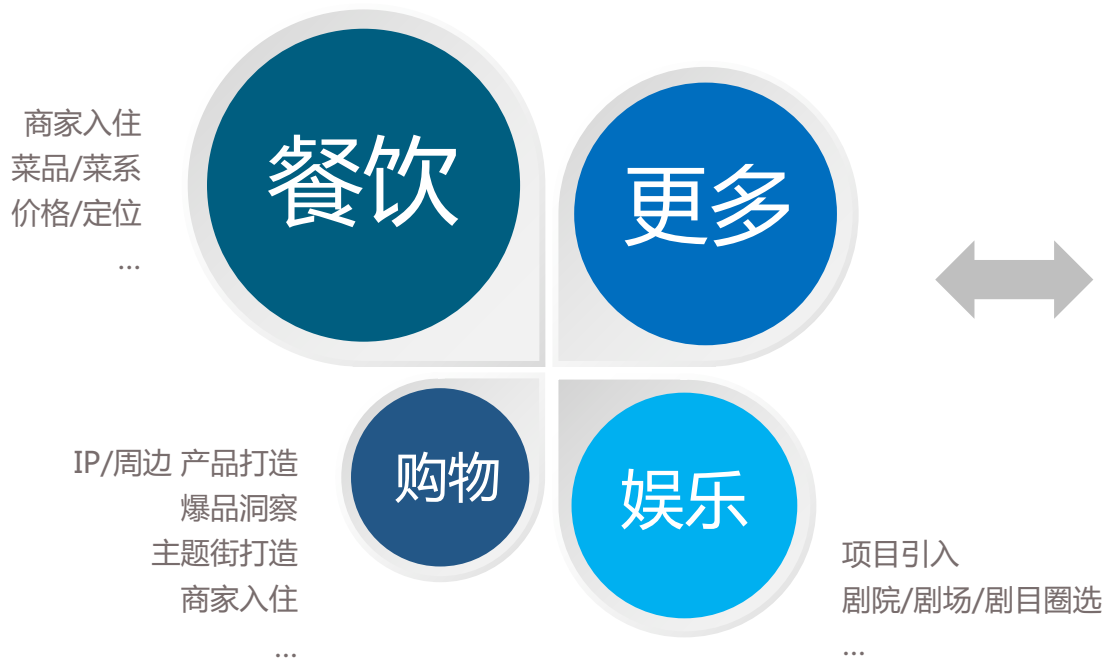 商家入住
菜品/菜系
价格/定位
...
餐饮
更多
IP/周边 产品打造
爆品洞察
主题街打造
商家入住
...
购物
娱乐
项目引入
剧院/剧场/剧目圈选
...